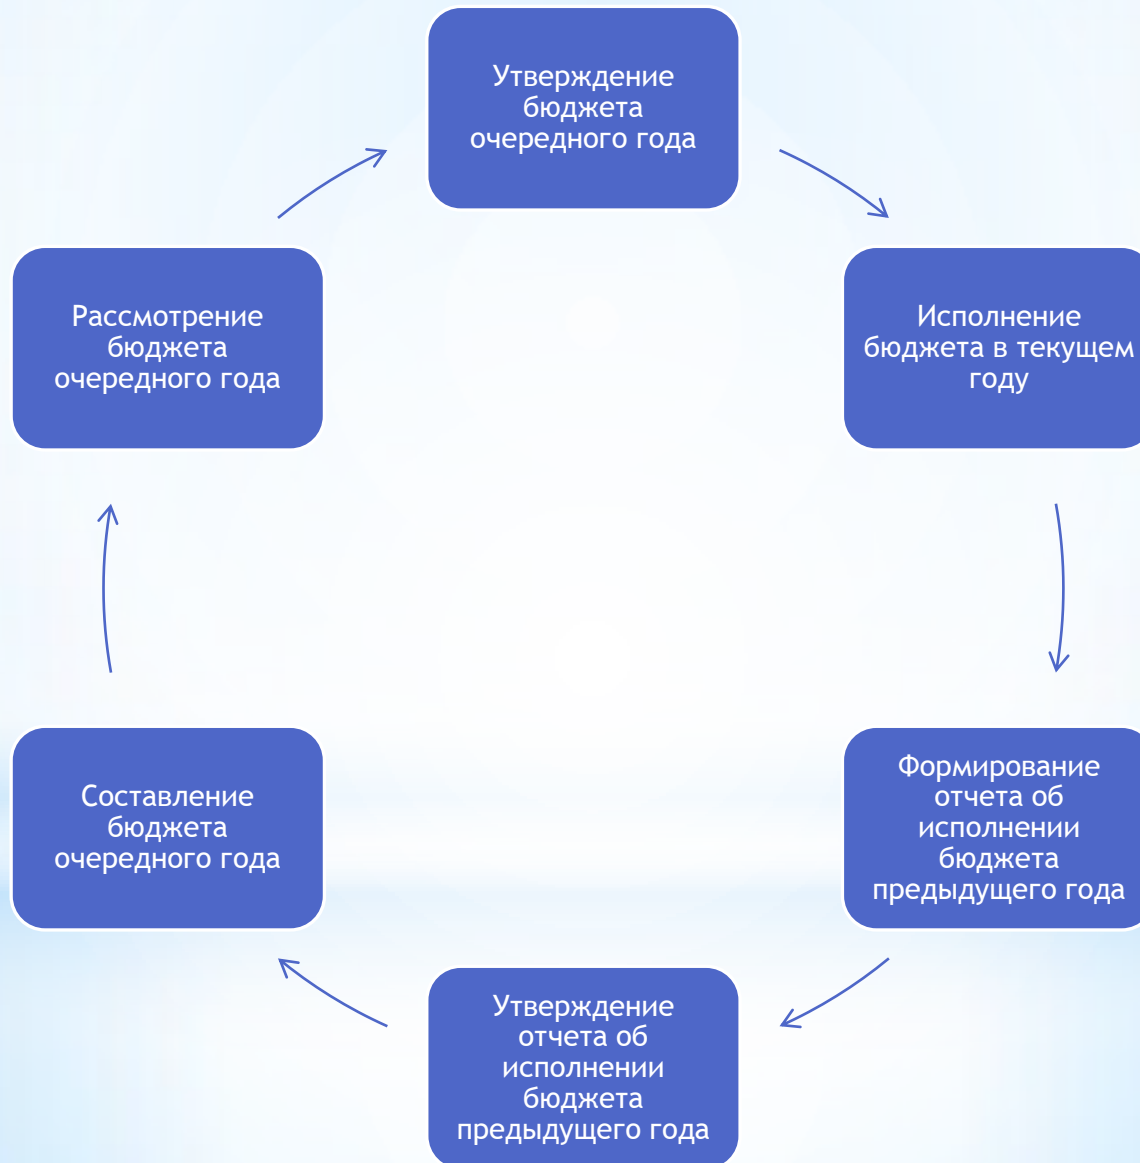 Утверждение
бюджета
очередного года
Исполнение
бюджета в текущем
году
Формирование
отчета об
исполнении
бюджета
предыдущего года
Утверждение
отчета об
исполнении
бюджета
предыдущего года
Составление
бюджета
очередного года
Рассмотрение
бюджета
очередного года